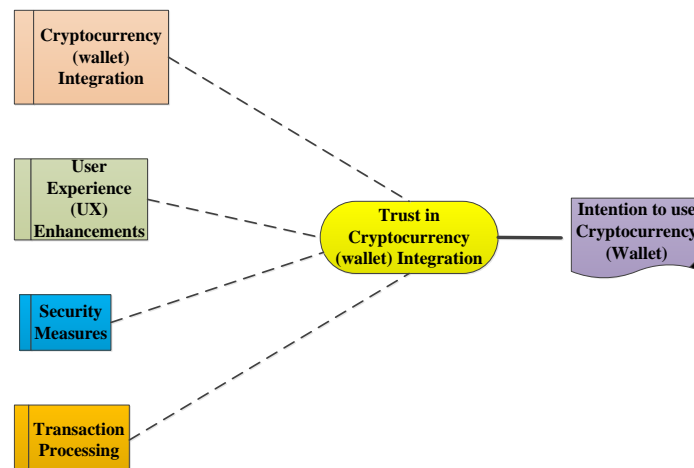 Cryptocurrency
(wallet)
Integration
User
Experience
(UX)
Enhancements
Security
Measures
Transaction
Processing
Trust in
Cryptocurrency
(wallet) Integration
Intention to use
Cryptocurrency
(Wallet)